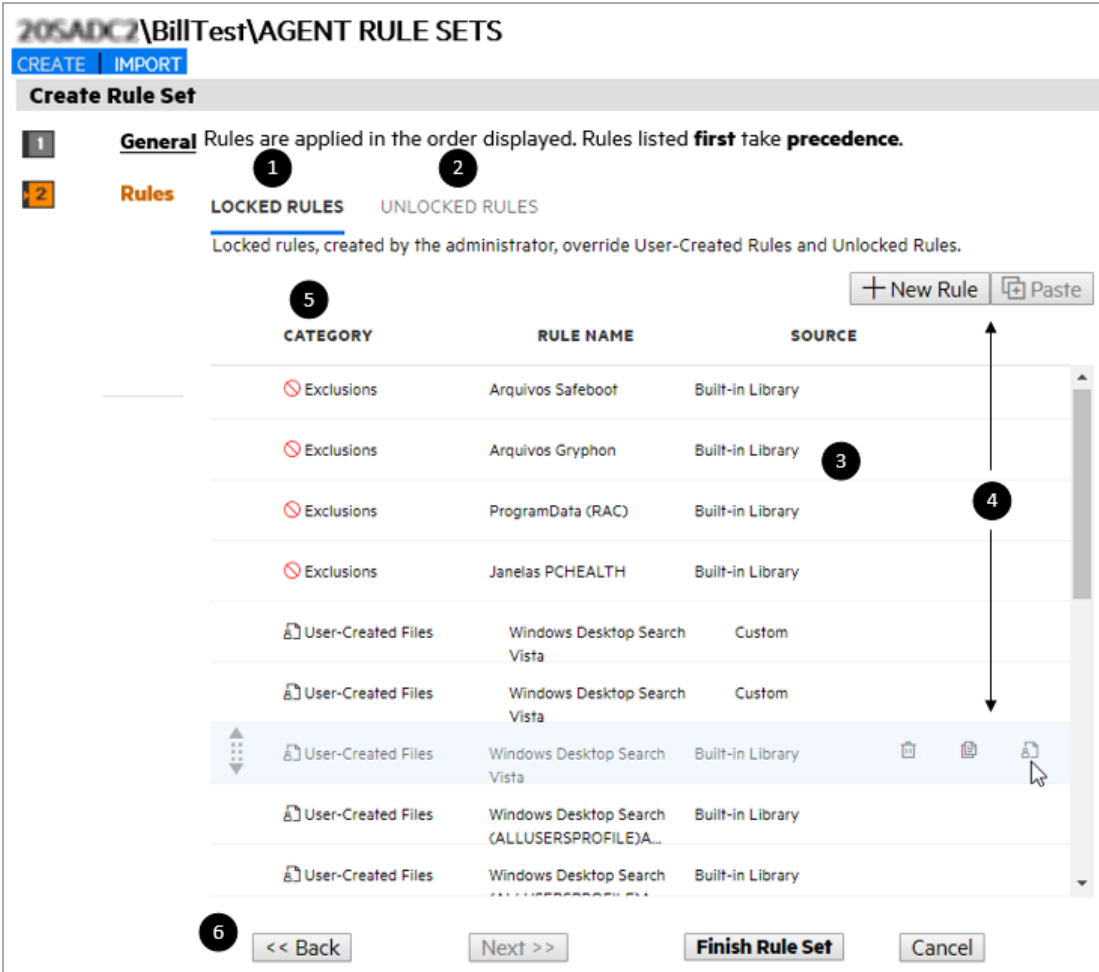 \BillTest\AGENT RULE SETS
CREATE IMPORT
Create Rule Set
1 General Rules are applied in the order displayed. Rules listed first take precedence.
1 2
2 Rules
LOCKED RULES UNLOCKED RULES
Locked rules, created by the administrator, override User-Created Rules and Unlocked Rules.
New Rule Paste
5
CATEGORY RULE NAME SOURCE
Exclusions Arquivos Safeboot Built-in Library
Exclusions Arquivos Gryphon Built-in Library
3
4
Exclusions ProgramData (RAC) Built-in Library
Exclusions Janelas PCHEALTH Built-in Library
User-Created Files Windows Desktop Search Custom
Vista
User-Created Files Windows Desktop Search Custom
Vista
User-Created Files Windows Desktop Search Built-in Library
Vista
User-Created Files Windows Desktop Search Built-in Library
(ALLUSERSPROFILE)A...
User-Created Files Windows Desktop Search Built-in Library
6
<< Back Next >> Finish Rule Set Cancel